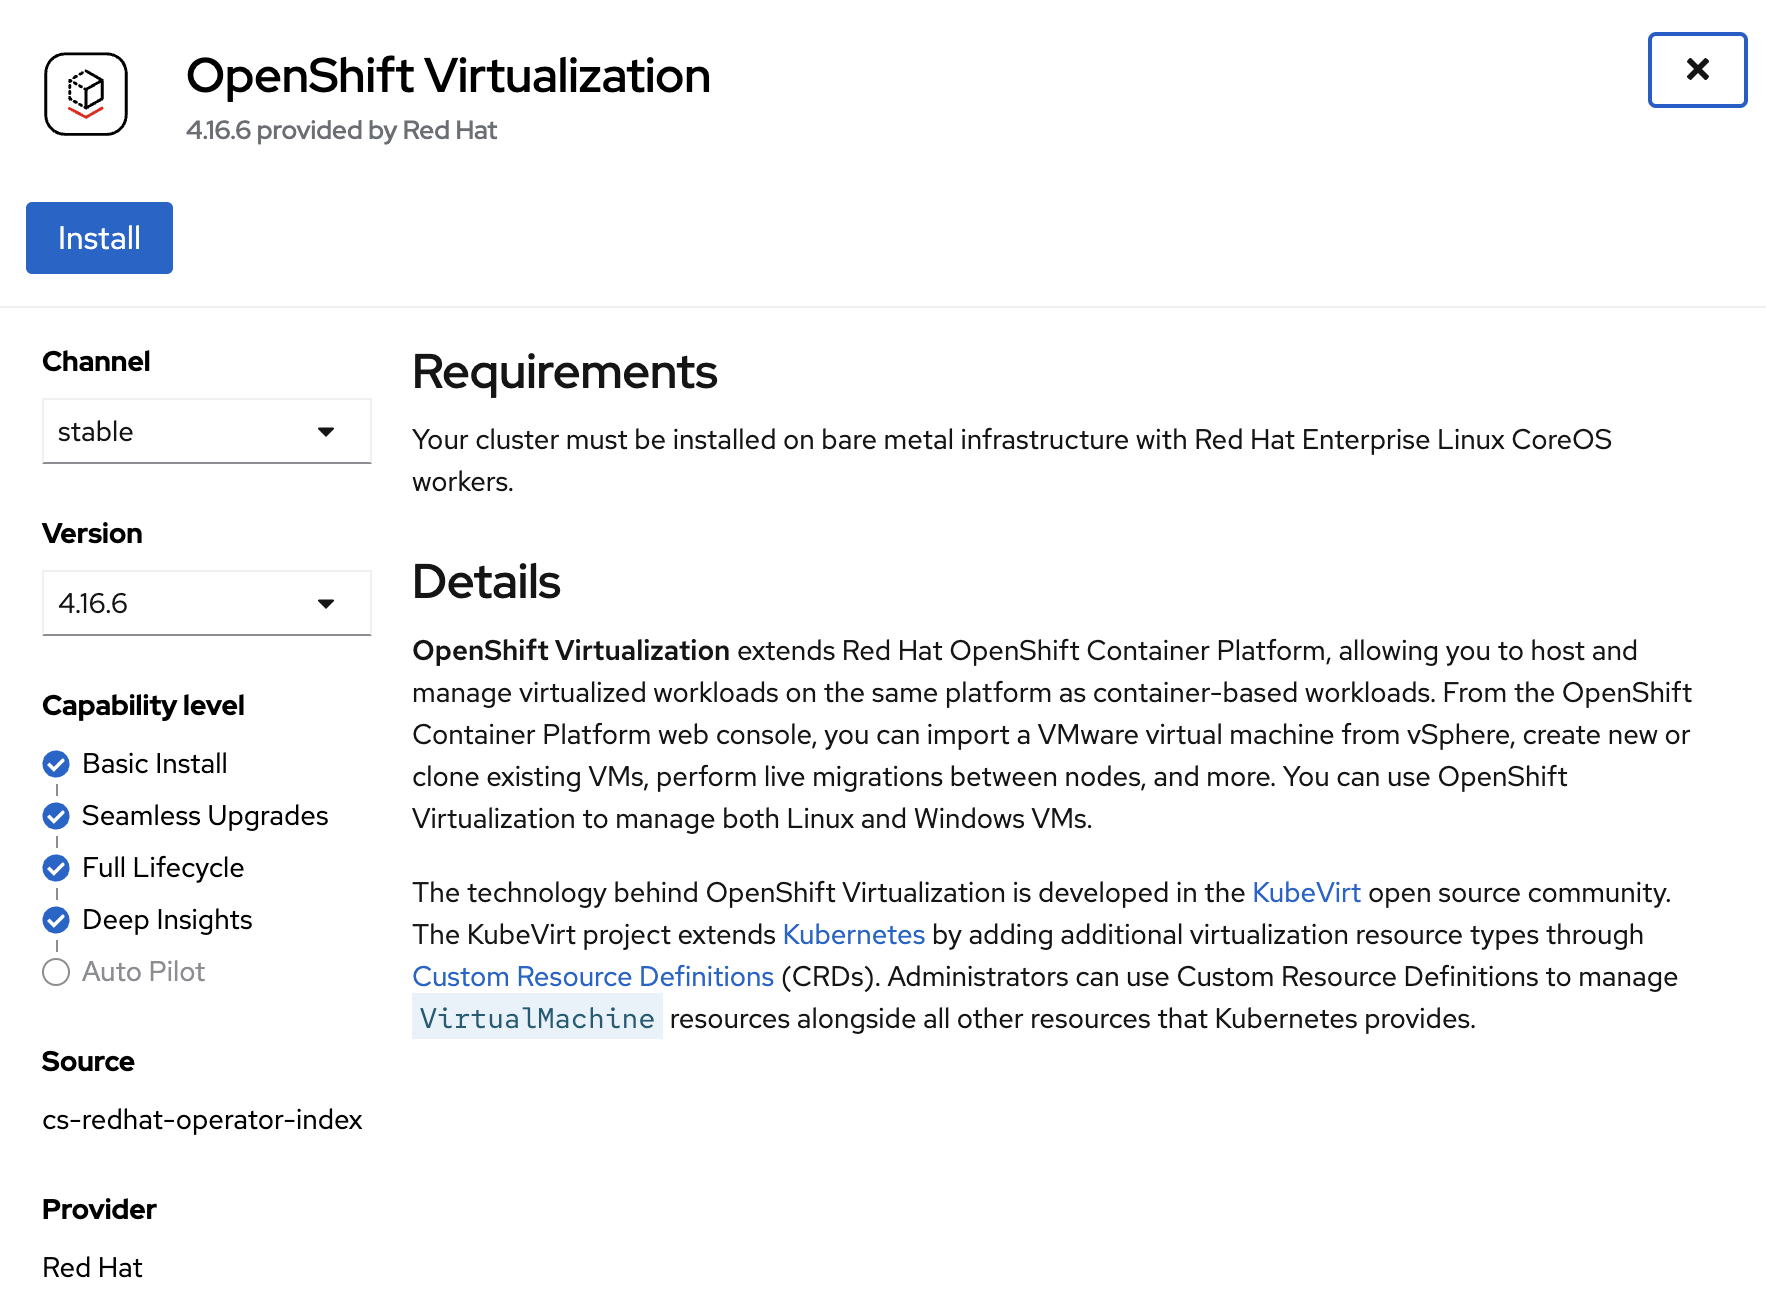 OpenShift Virtualization
4.16.6 provided by Red Hat
Install
Channel
stable
Version
4.16.6
Capability level
Basic Install
Seamless Upgrades
Full Lifecycle
Deep Insights
Auto Pilot
Source
cs-redhat-operator-index
Provider
Red Hat
Requirements
Your cluster must be installed on bare metal infrastructure with Red Hat Enterprise Linux CoreOS
workers.
Details
OpenShift Virtualization extends Red Hat OpenShift Container Platform, allowing you to host and
manage virtualized workloads on the same platform as container-based workloads. From the OpenShift
Container Platform web console, you can import a VMware virtual machine from vSphere, create new or
clone existing VMs, perform live migrations between nodes, and more. You can use OpenShift
Virtualization to manage both Linux and Windows VMs.
The technology behind OpenShift Virtualization is developed in the KubeVirt open source community.
The KubeVirt project extends Kubernetes by adding additional virtualization resource types through
Custom Resource Definitions (CRDs). Administrators can use Custom Resource Definitions to manage
VirtualMachine resources alongside all other resources that Kubernetes provides.